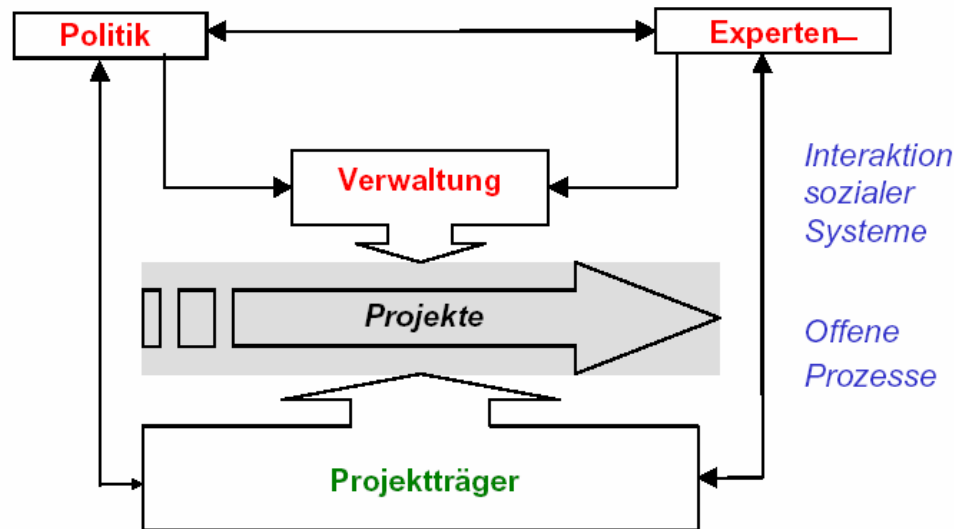 Politik
Experten
Verwaltung
Interaktion
sozialer
Systeme
Projekte
Offene
Prozesse
Projektträger